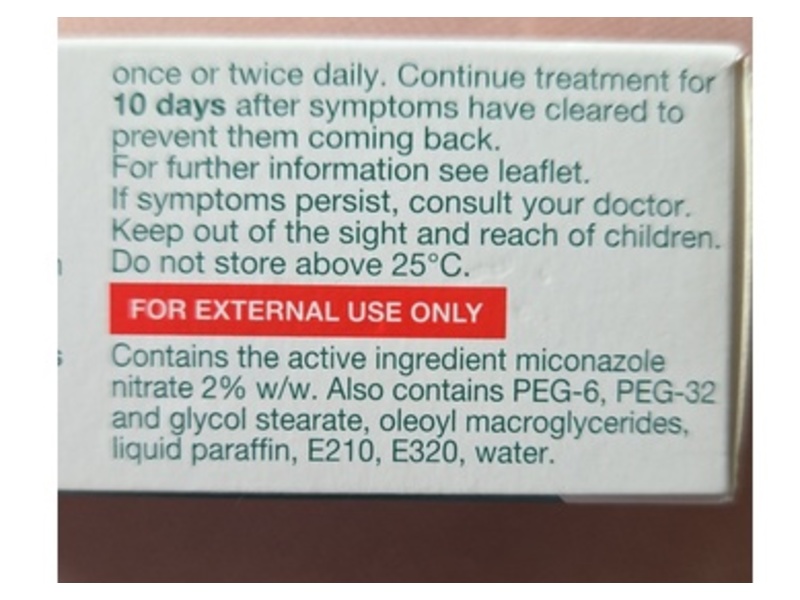 once or twice daily. Continue treatment for
10 days after symptoms have cleared to
prevent them coming back.
For further information see leaflet.
If symptoms persist, consult your doctor.
Keep out of the sight and reach of children.
Do not store above 25°C.
FOR EXTERNAL USE ONLY
Contains the active ingredient miconazole
nitrate 2% w/w. Also contains PEG-6, PEG-32
and glycol stearate, oleoyl macroglycerides,
liquid paraffin, E210, E320, water.